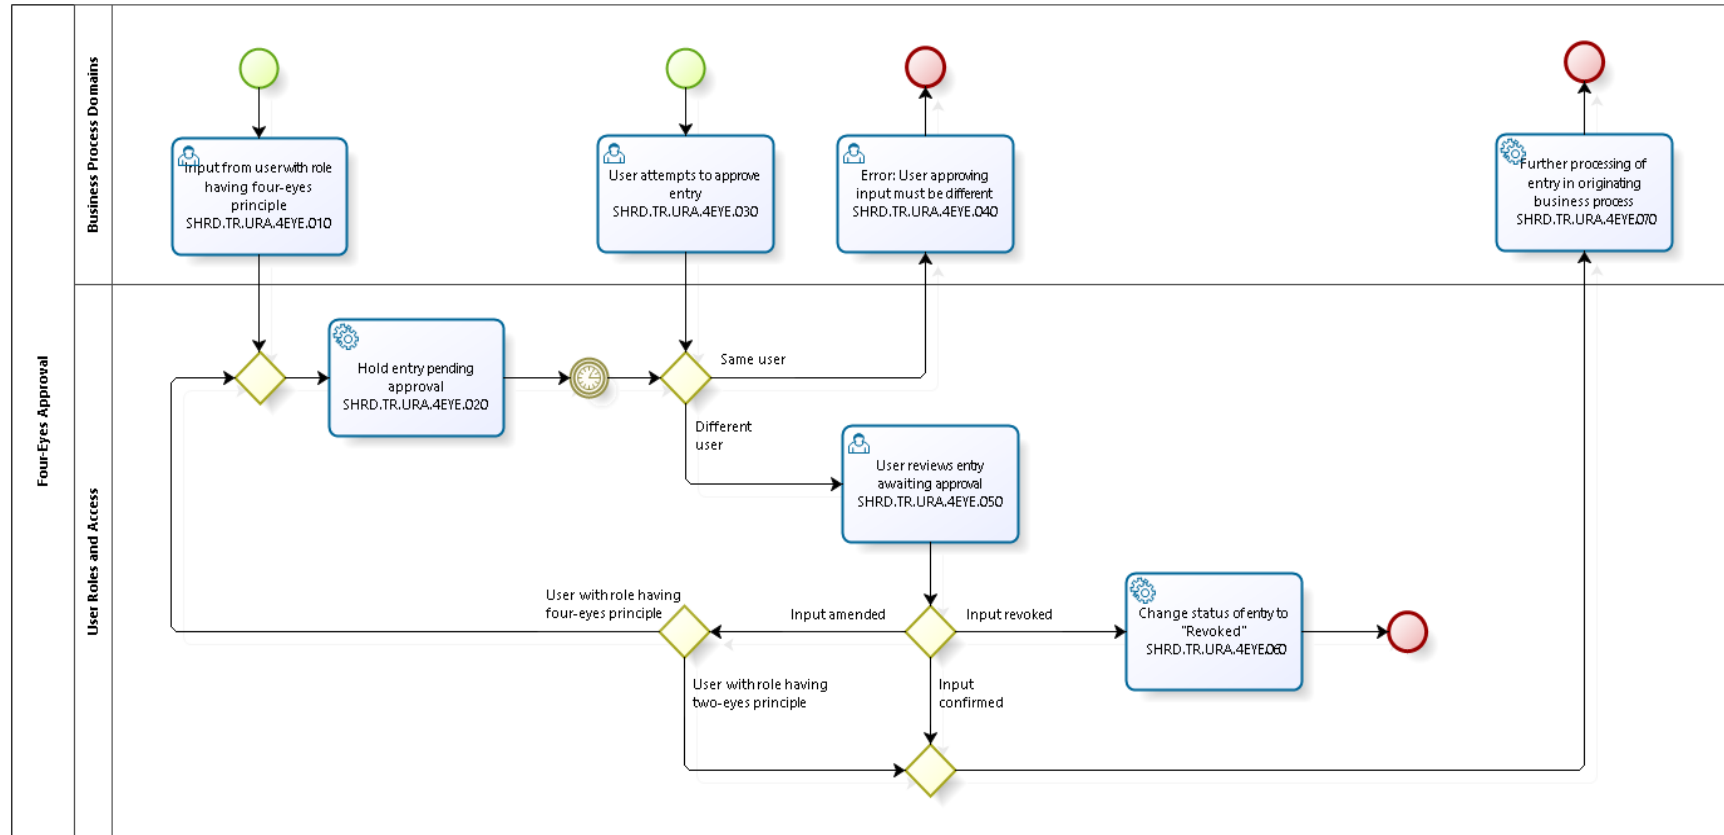 Four-Eyes Approval
Business Process Domains
Input from user with role
having four-eyes
principle
SHRD.TR.URA.4EYE.010
User attempts to approve
entry
SHRD.TR.URA.4EYE.030
Error: User approving
input must be different
SHRD.TR.URA.4EYE.040
Further processing of
entry in originating
business process
SHRD.TR.URA.4EYE.070
User Roles and Access
Hold entry pending
approval
SHRD.TR.URA.4EYE.020
Same user
Different
user
User reviews entry
awaiting approval
SHRD.TR.URA.4EYE.050
User with role having
four-eyes principle
Input amended
Input revoked
Change status of entry to
"Revoked"
SHRD.TR.URA.4EYE.060
User with role having
two-eyes principle
Input
confirmed